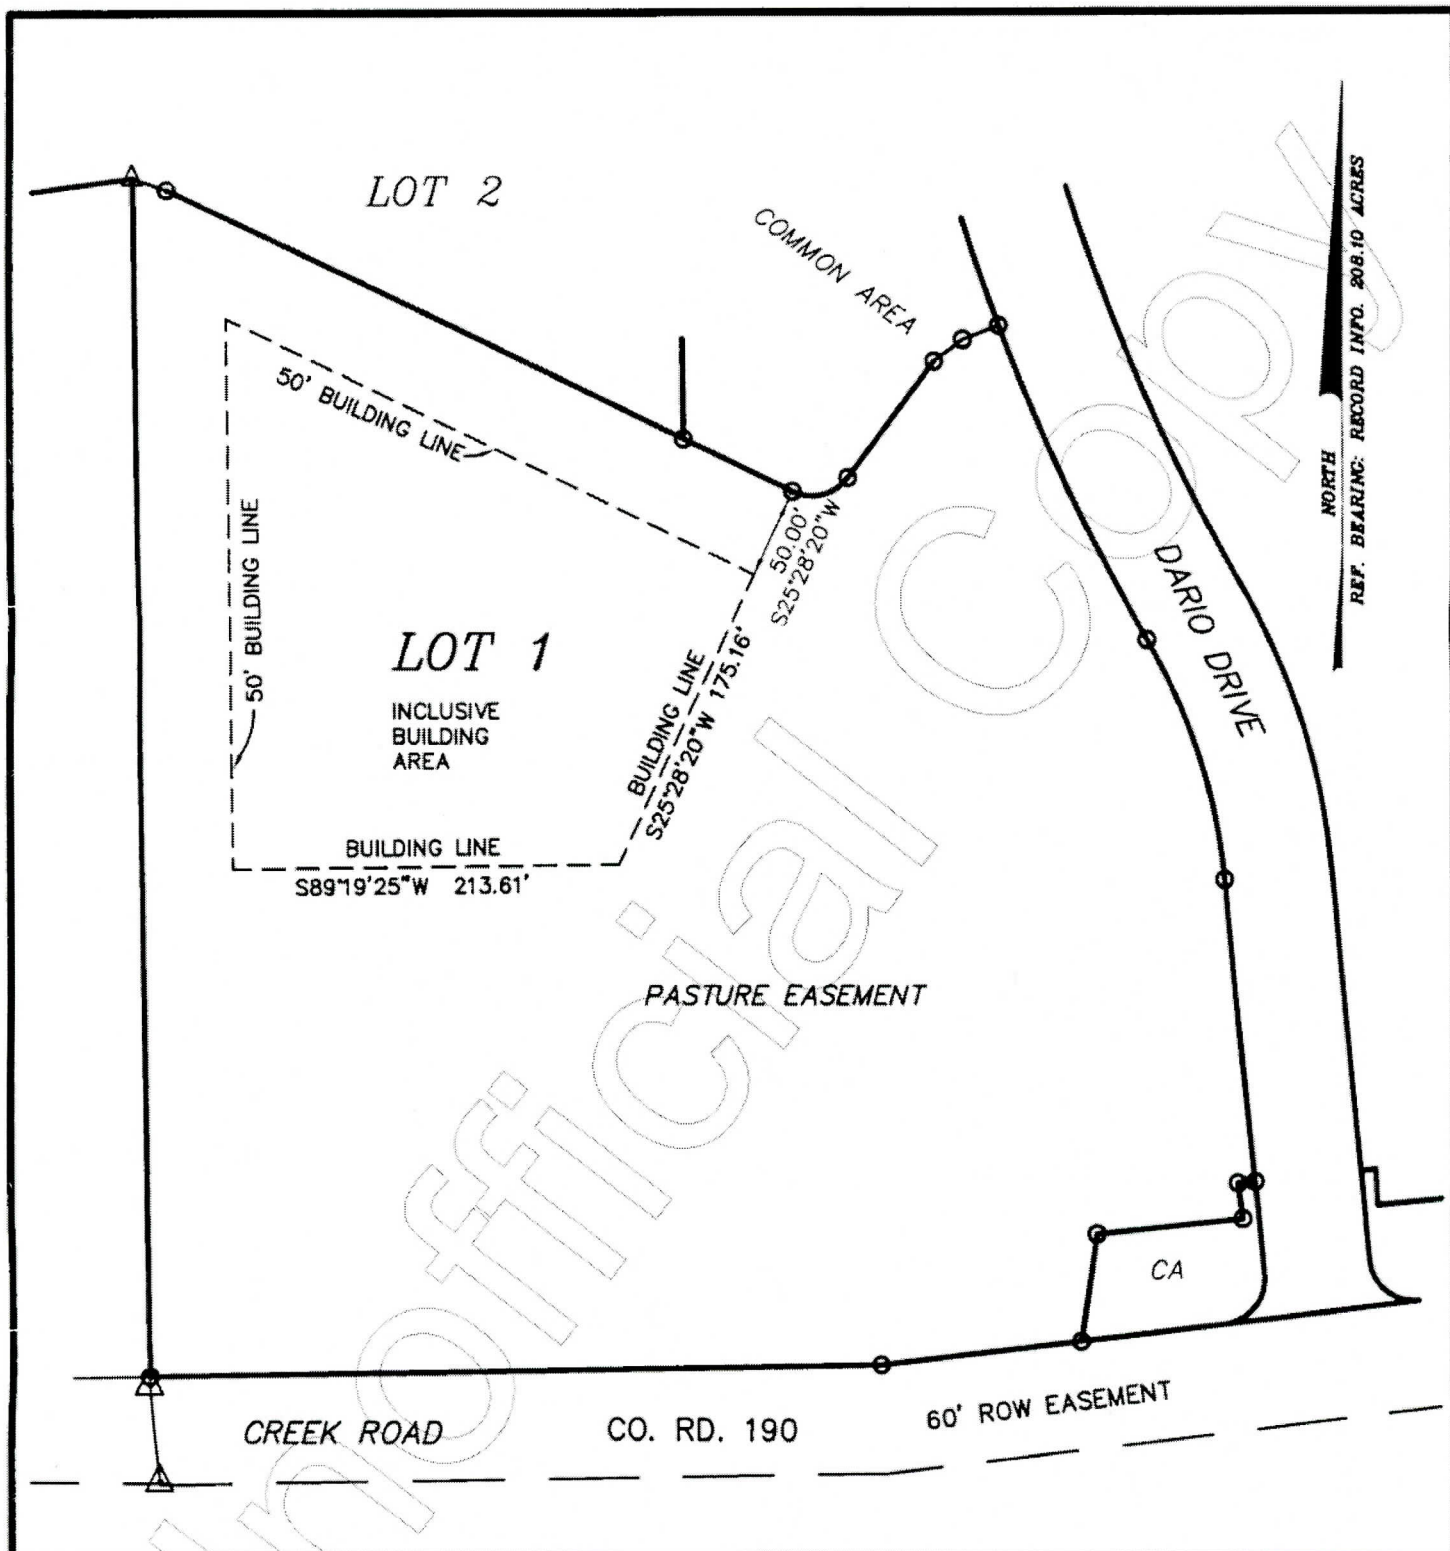 LOT 2
COMMON AREA
NORTH
REF. BEARING: RECORD INFO. 208.10 ACRES
50' BUILDING LINE
50' BUILDING LINE
50.00'
S25°28'20"W
DARIO DRIVE
LOT 1
INCLUSIVE
BUILDING
AREA
BUILDING LINE
S25°28'20"W 175.16'
BUILDING LINE
S89°19'25"W 213.61'
PASTURE EASEMENT
CA
CREEK ROAD
CO. RD. 190
60' ROW EASEMENT
nofficial Copy